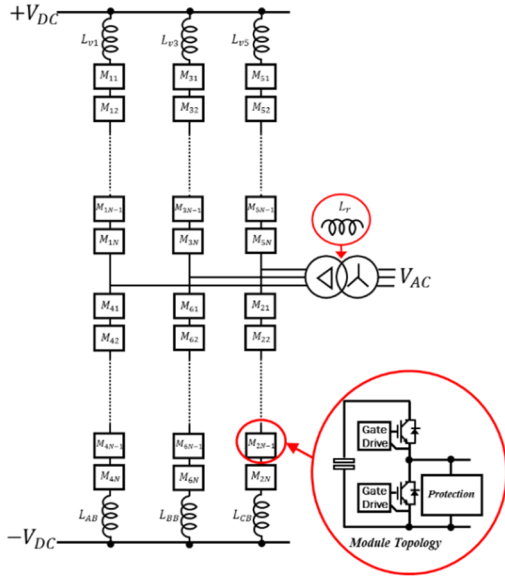 +V_DC
L_v1 L_v3 L_v5
M_11 M_31 M_51
M_12 M_32 M_52
M_1N−1 M_3N−1 M_5N−1
M_1N M_3N M_5N
L_r
V_AC
M_41 M_61 M_21
M_42 M_62 M_22
M_4N−1 M_6N−1 M_2N−1
M_4N M_6N M_2N
L_AB L_BB L_CB
−V_DC
Gate
Drive
Gate
Drive
Protection
Module Topology